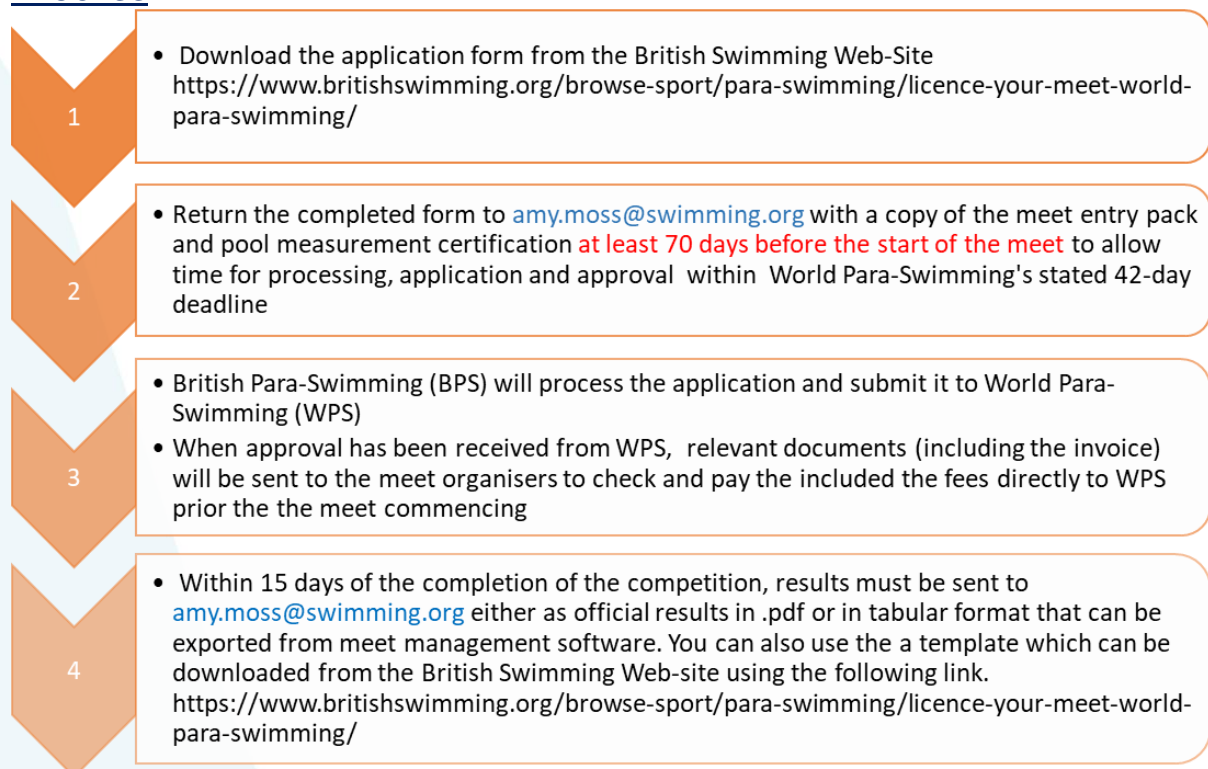 1
• Download the application form from the British Swimming Web-Site
https://www.britishswimming.org/browse-sport/para-swimming/licence-your-meet-world-
para-swimming/
2
• Return the completed form to amy.moss@swimming.org with a copy of the meet entry pack
and pool measurement certification at least 70 days before the start of the meet to allow
time for processing, application and approval within World Para-Swimming's stated 42-day
deadline
3
• British Para-Swimming (BPS) will process the application and submit it to World Para-
Swimming (WPS)
• When approval has been received from WPS, relevant documents (including the invoice)
will be sent to the meet organisers to check and pay the included the fees directly to WPS
prior the the meet commencing
4
• Within 15 days of the completion of the competition, results must be sent to
amy.moss@swimming.org either as official results in .pdf or in tabular format that can be
exported from meet management software. You can also use the a template which can be
downloaded from the British Swimming Web-site using the following link.
https://www.britishswimming.org/browse-sport/para-swimming/licence-your-meet-world-
para-swimming/